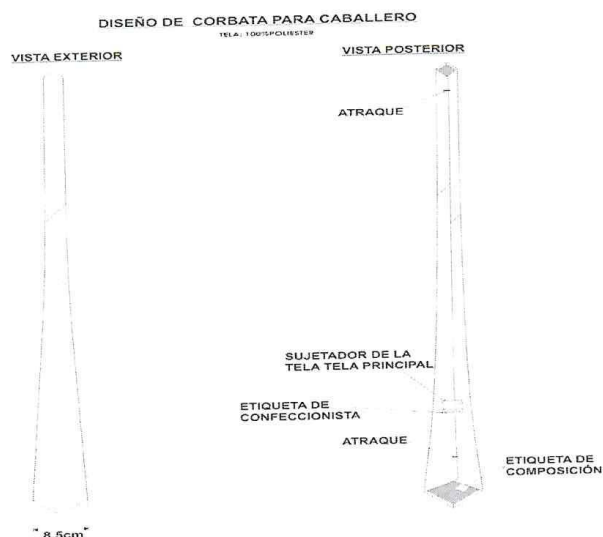 DISEÑO DE CORBATA PARA CABALLERO
TELA: 100%POLIESTER
VISTA EXTERIOR
VISTA POSTERIOR
ATRAQUE
SUJETADOR DE LA
TELA TELA PRINCIPAL
ETIQUETA DE
CONFECCIONISTA
ATRAQUE
ETIQUETA DE
COMPOSICIÓN
8.5cm